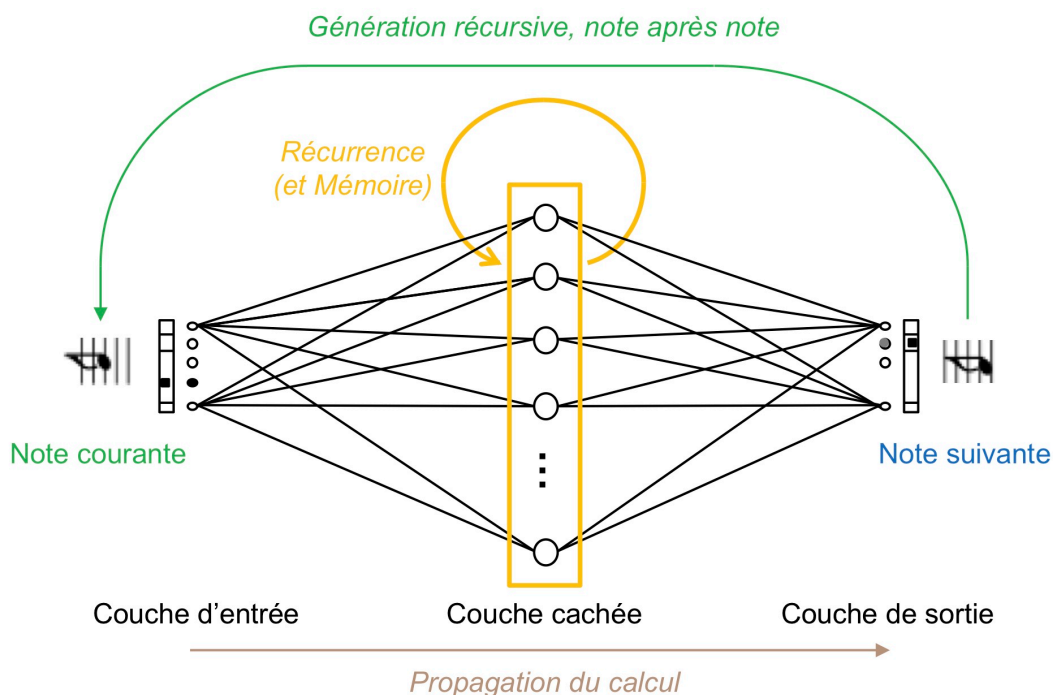 Génération récursive, note après note
Récurrence
(et Mémoire)
Note courante
Note suivante
Couche d'entrée
Couche cachée
Couche de sortie
Propagation du calcul